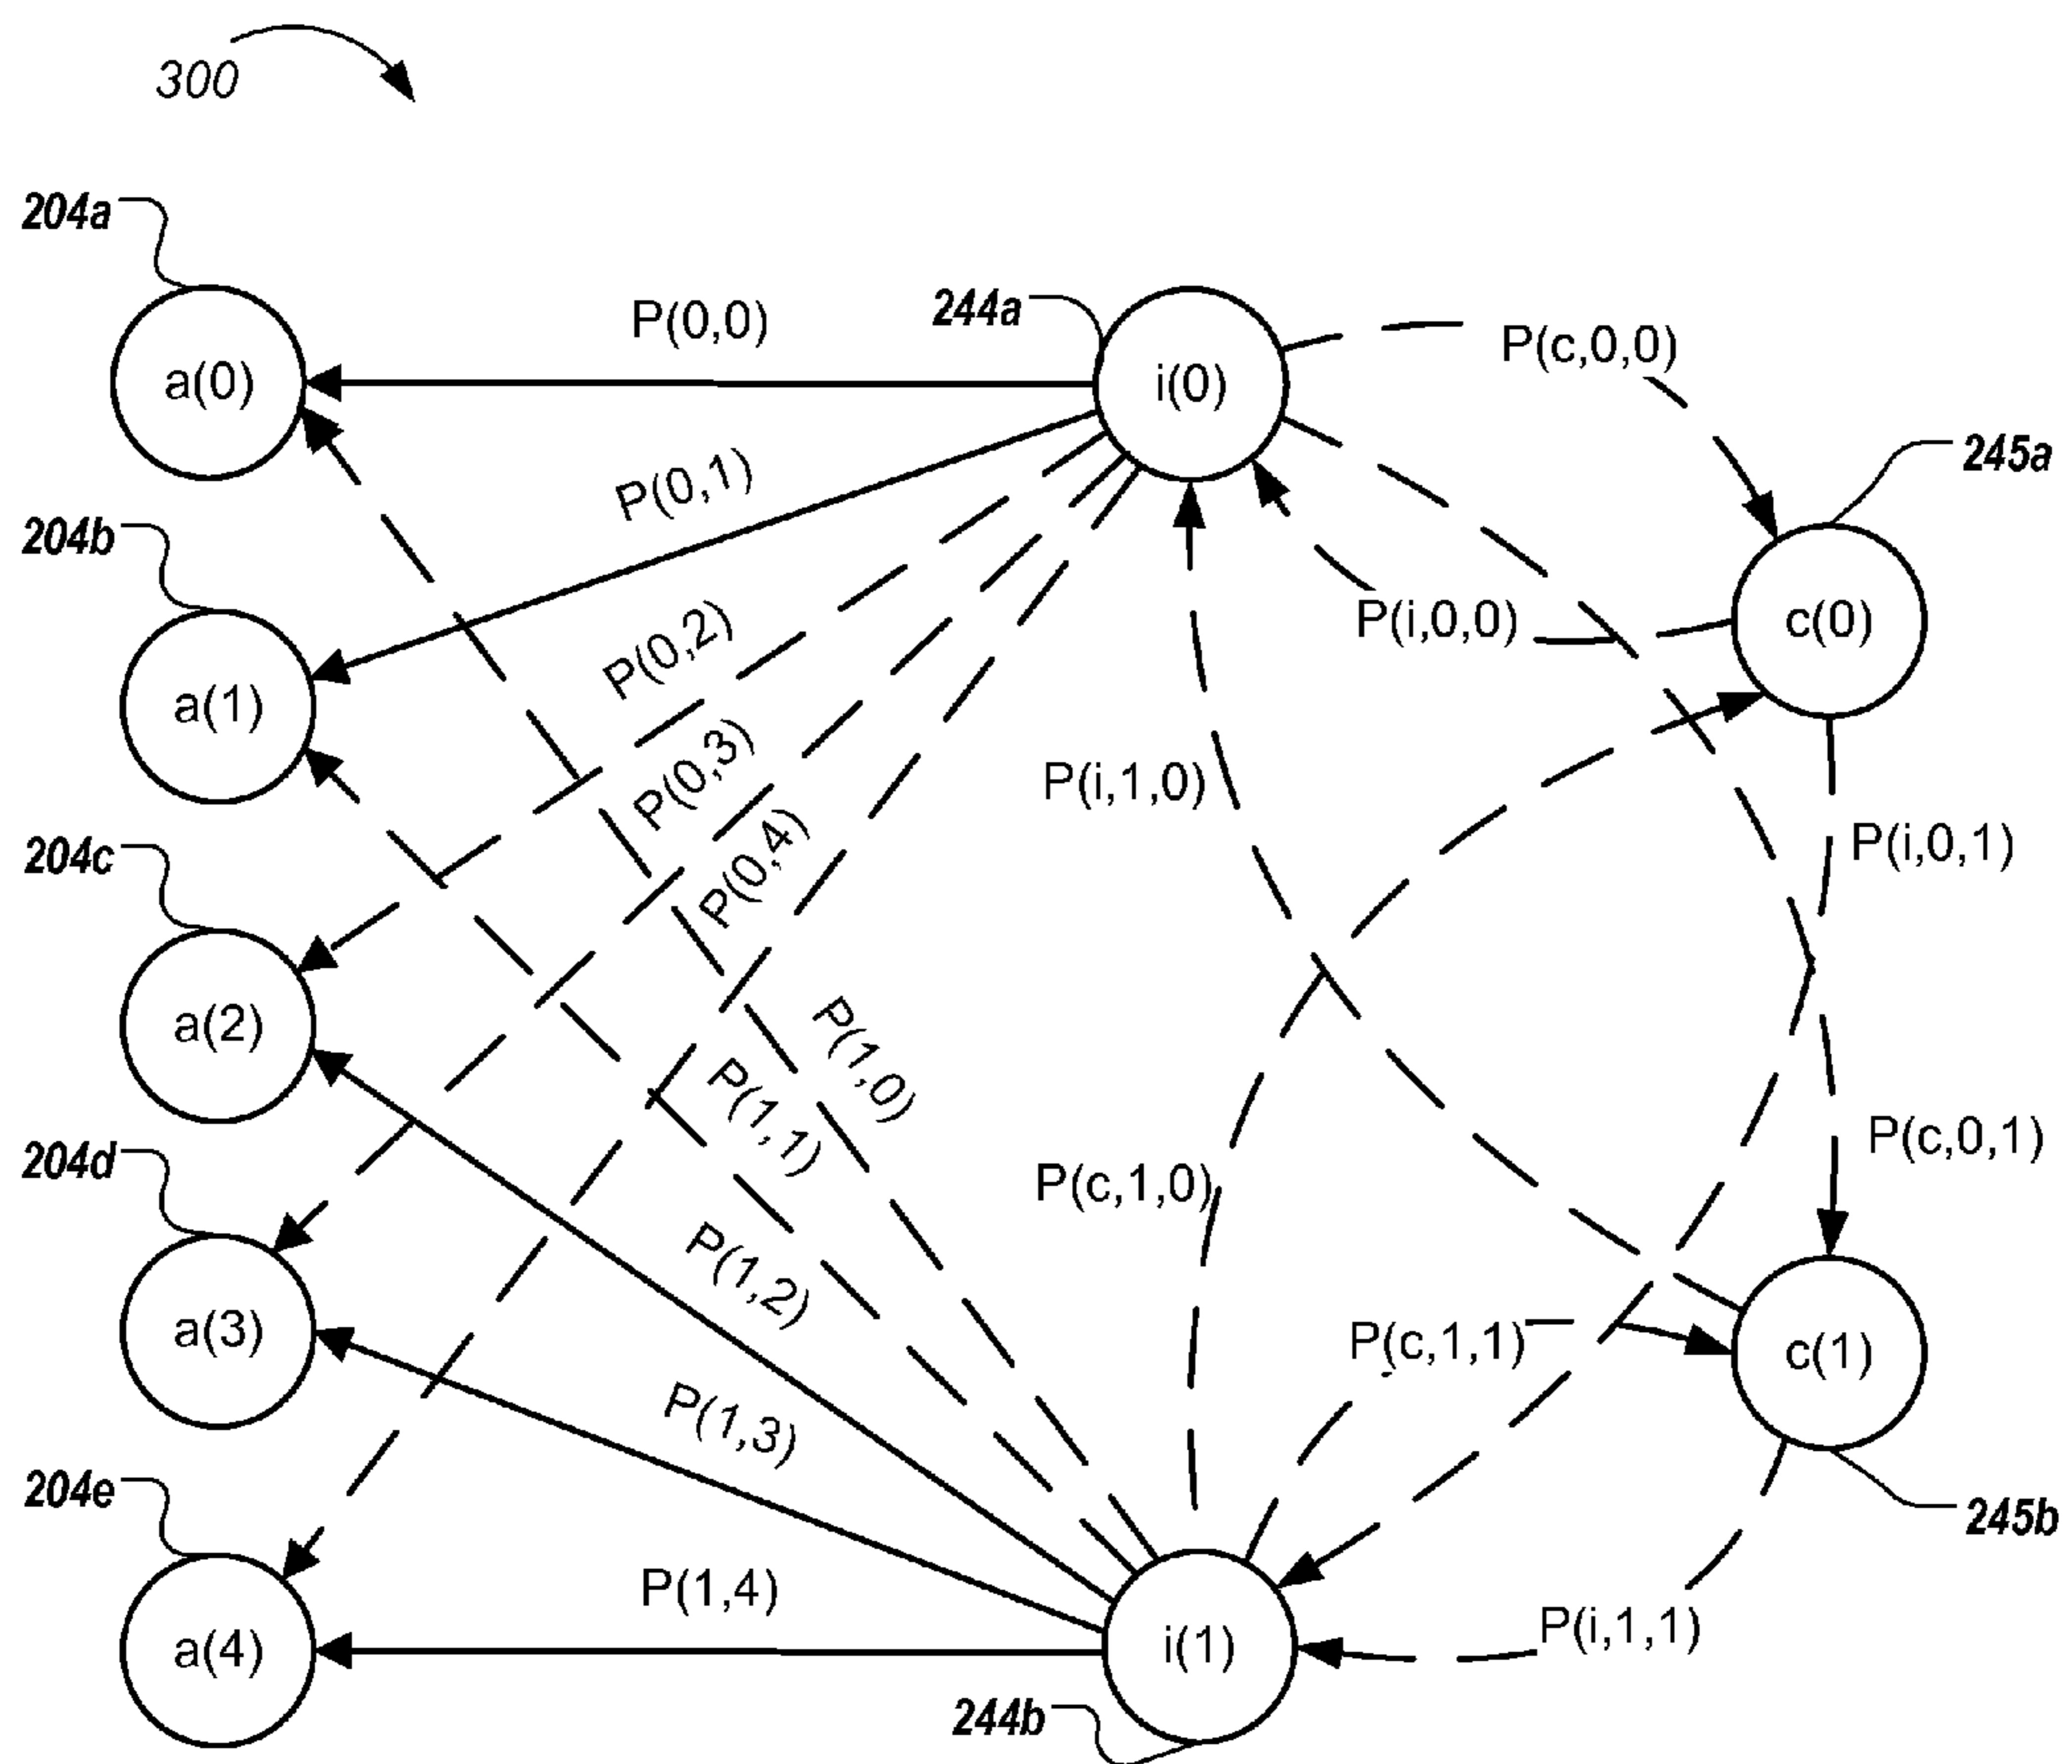 300
204a
244a
P(0,0)
P(c,0,0)
a(0)
i(0)
245a
P(0,1)
204b
P(i,0,0)
c(0)
P(0,2)
a(1)
P(0,3)
P(i,1,0)
P(0,4)
P(i,0,1)
204c
a(2)
P(1,0)
P(1,1)
P(c,0,1)
204d
P(c,1,0)
P(1,2)
a(3)
P(c,1,1)
c(1)
P(1,3)
204e
245b
P(1,4)
P(i,1,1)
a(4)
i(1)
244b